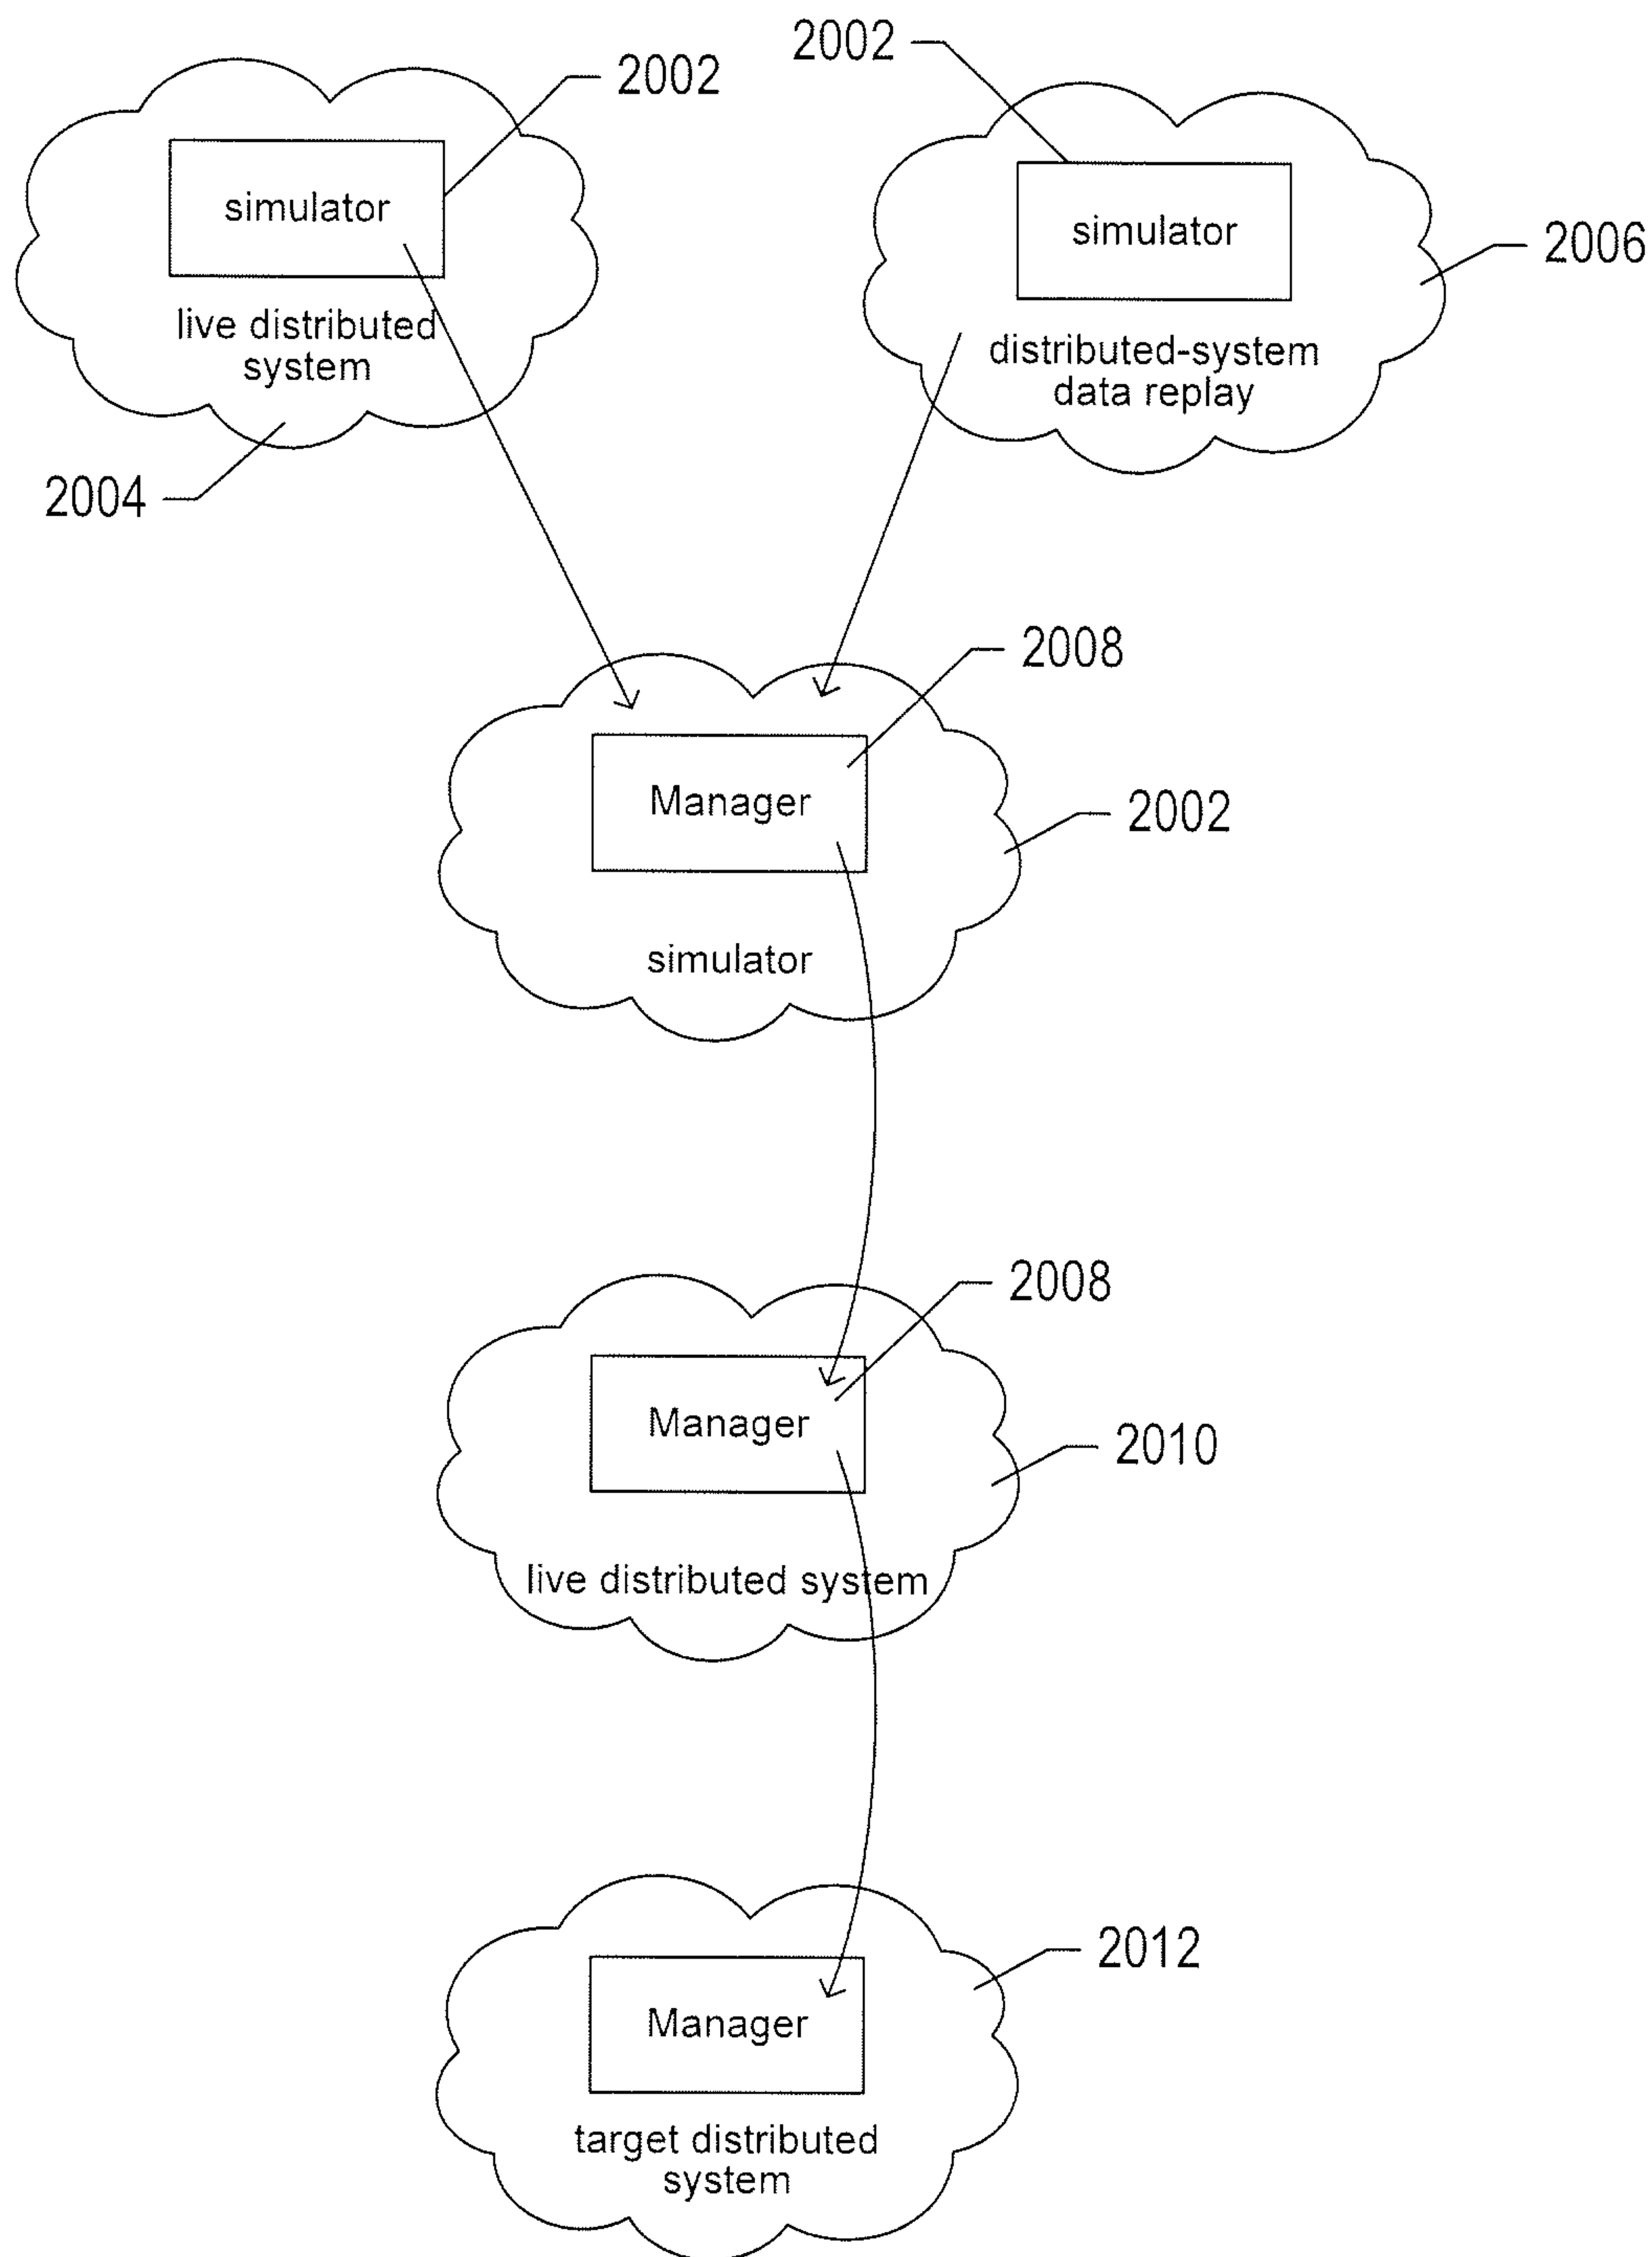 2002
2002
simulator
simulator
2006
live distributed
system
distributed-system
data replay
2004
2008
Manager
2002
simulator
2008
Manager
2010
live distributed system
2012
Manager
target distributed
system